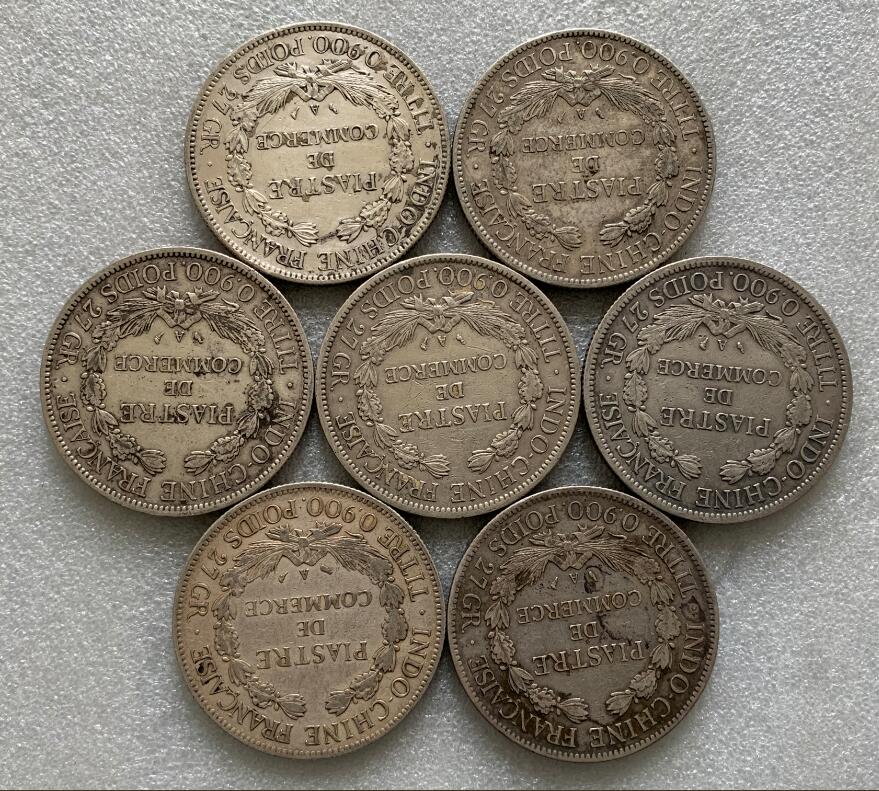 INDO-CHINE FRANÇAISE
PIASTRE
DE
COMMERCE
A
TITRE 0,900. POIDS 27 GR.
INDO-CHINE FRANÇAISE
PIASTRE
DE
COMMERCE
A
TITRE 0,900. POIDS 27 GR.
INDO-CHINE FRANÇAISE
PIASTRE
DE
COMMERCE
A
TITRE 0,900. POIDS 27 GR.
INDO-CHINE FRANÇAISE
PIASTRE
DE
COMMERCE
A
TITRE 0,900. POIDS 27 GR.
INDO-CHINE FRANÇAISE
PIASTRE
DE
COMMERCE
A
TITRE 0,900. POIDS 27 GR.
INDO-CHINE FRANÇAISE
PIASTRE
DE
COMMERCE
A
TITRE 0,900. POIDS 27 GR.
INDO-CHINE FRANÇAISE
PIASTRE
DE
COMMERCE
A
TITRE 0,900. POIDS 27 GR.